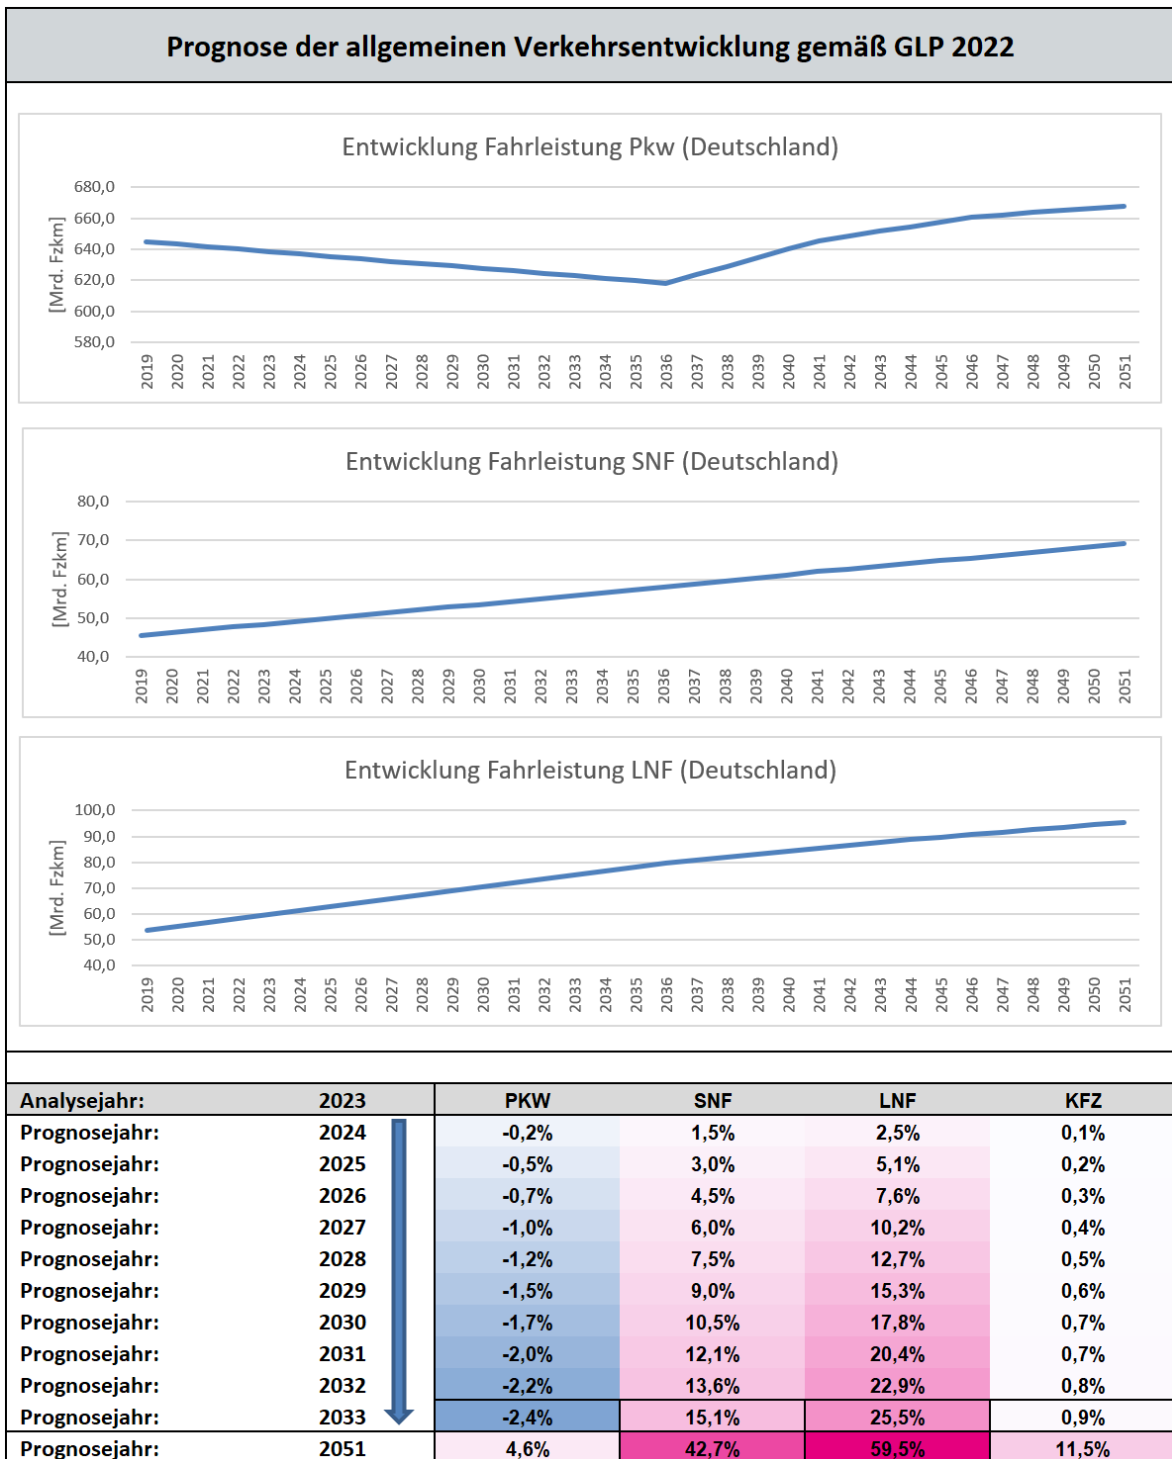 Prognose der allgemeinen Verkehrsentwicklung gemäß GLP 2022
Entwicklung Fahrleistung Pkw (Deutschland)
[Mrd. Fzkm]
680,0
660,0
640,0
620,0
600,0
580,0
2019 2020 2021 2022 2023 2024 2025 2026 2027 2028 2029 2030 2031 2032 2033 2034 2035 2036 2037 2038 2039 2040 2041 2042 2043 2044 2045 2046 2047 2048 2049 2050 2051
Entwicklung Fahrleistung SNF (Deutschland)
[Mrd. Fzkm]
80,0
70,0
60,0
50,0
40,0
2019 2020 2021 2022 2023 2024 2025 2026 2027 2028 2029 2030 2031 2032 2033 2034 2035 2036 2037 2038 2039 2040 2041 2042 2043 2044 2045 2046 2047 2048 2049 2050 2051
Entwicklung Fahrleistung LNF (Deutschland)
[Mrd. Fzkm]
100,0
90,0
80,0
70,0
60,0
50,0
40,0
2019 2020 2021 2022 2023 2024 2025 2026 2027 2028 2029 2030 2031 2032 2033 2034 2035 2036 2037 2038 2039 2040 2041 2042 2043 2044 2045 2046 2047 2048 2049 2050 2051
Analysejahr: 2023 PKW SNF LNF KFZ
Prognosejahr: 2024 -0,2% 1,5% 2,5% 0,1%
Prognosejahr: 2025 -0,5% 3,0% 5,1% 0,2%
Prognosejahr: 2026 -0,7% 4,5% 7,6% 0,3%
Prognosejahr: 2027 -1,0% 6,0% 10,2% 0,4%
Prognosejahr: 2028 -1,2% 7,5% 12,7% 0,5%
Prognosejahr: 2029 -1,5% 9,0% 15,3% 0,6%
Prognosejahr: 2030 -1,7% 10,5% 17,8% 0,7%
Prognosejahr: 2031 -2,0% 12,1% 20,4% 0,7%
Prognosejahr: 2032 -2,2% 13,6% 22,9% 0,8%
Prognosejahr: 2033 -2,4% 15,1% 25,5% 0,9%
Prognosejahr: 2051 4,6% 42,7% 59,5% 11,5%